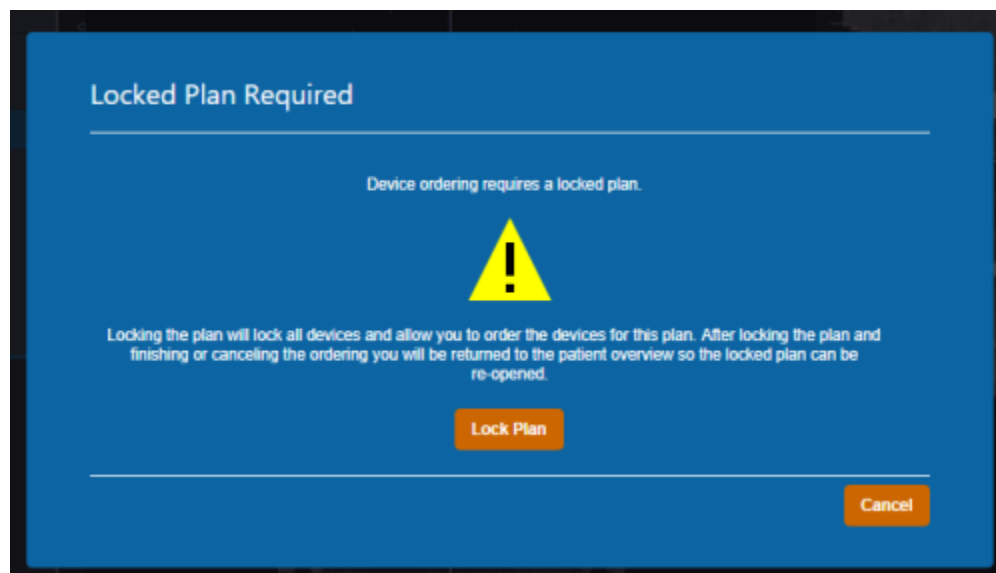 Locked Plan Required
Device ordering requires a locked plan.
Locking the plan will lock all devices and allow you to order the devices for this plan. After locking the plan and
finishing or canceling the ordering you will be returned to the patient overview so the locked plan can be
re-opened.
Lock Plan
Cancel